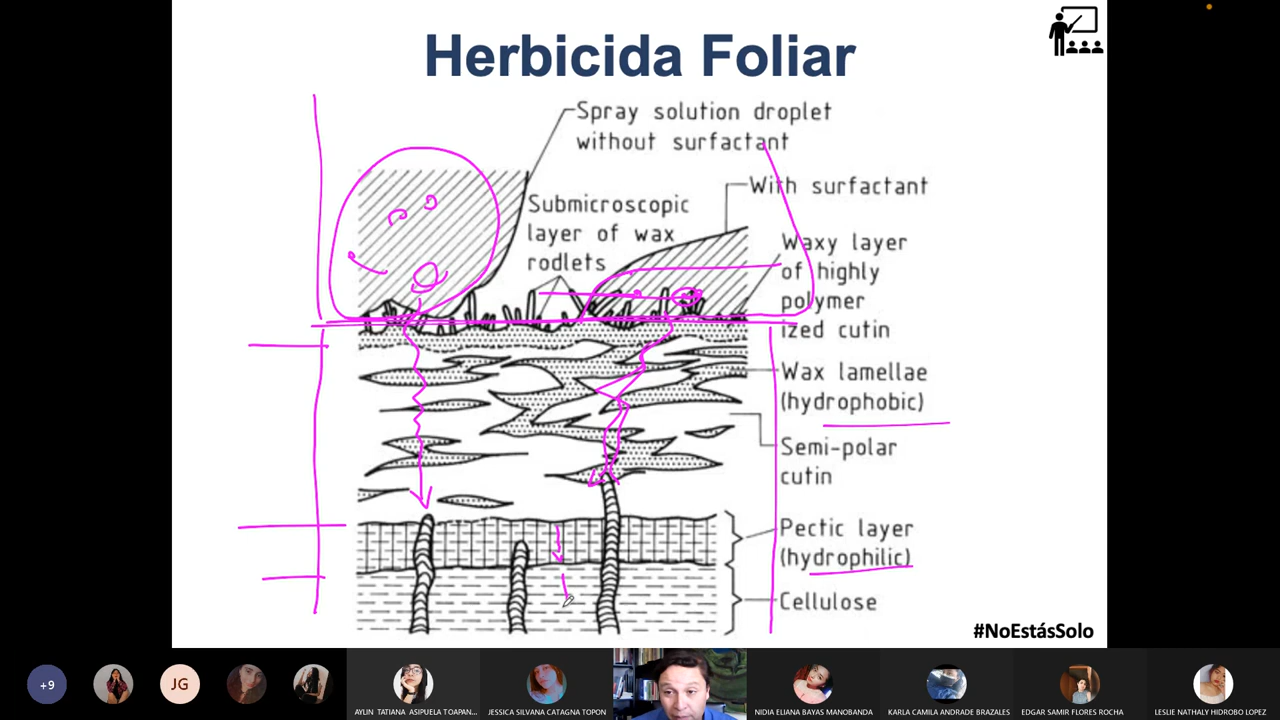 Herbicida Foliar
Spray solution droplet
without surfactant
With surfactant
Submicroscopic
layer of wax
rodlets
Waxy layer
of highly
polymer
ized cutin
Wax lamellae
(hydrophobic)
Semi-polar
cutin
Pectic layer
(hydrophilic)
Cellulose
#NoEstásSolo
+9
JG
AYLIN TATIANA ASIPUELA TOAPAN...
JESSICA SILVANA CATAGNA TOPON
NIDIA ELIANA BAYAS MANOBANDA
KARLA CAMILA ANDRADE BRAZALES
EDGAR SAMIR FLORES ROCHA
LESLIE NATHALY HIDROBO LOPEZ